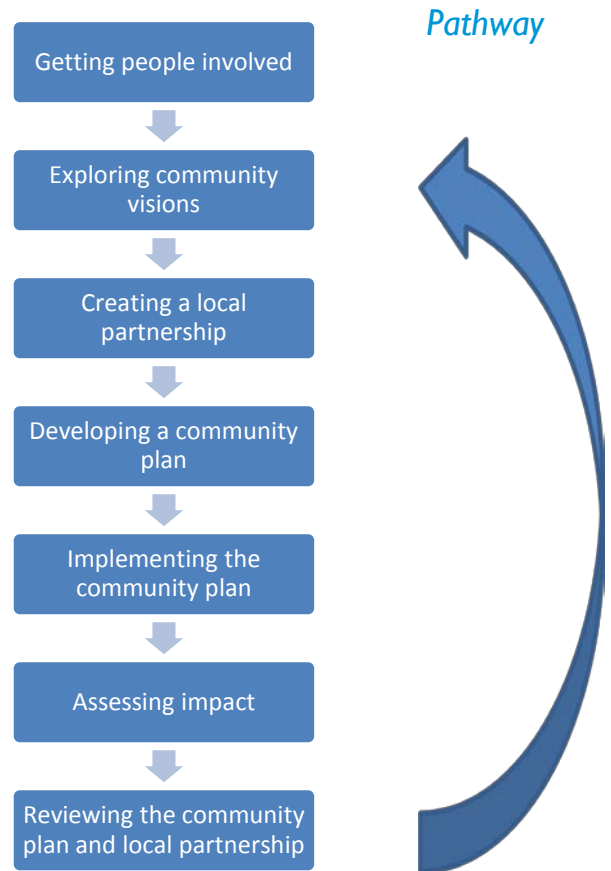 Pathway
Getting people involved
Exploring community
visions
Creating a local
partnership
Developing a community
plan
Implementing the
community plan
Assessing impact
Reviewing the community
plan and local partnership